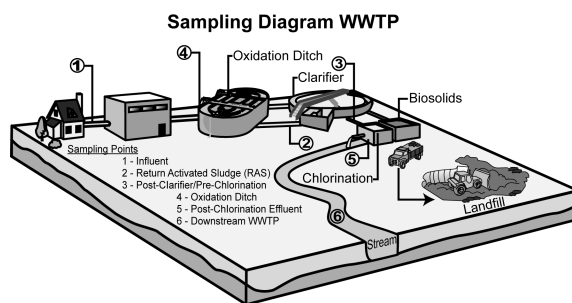 Sampling Diagram WWTP
Oxidation Ditch
④
③
①
Clarifier
Biosolids
②
⑤
Sampling Points
1 - Influent
2 - Return Activated Sludge (RAS)
3 - Post-Clarifier/Pre-Chlorination
4 - Oxidation Ditch
5 - Post-Chlorination Effluent
6 - Downstream WWTP
Chlorination
Landfill
⑥
Stream